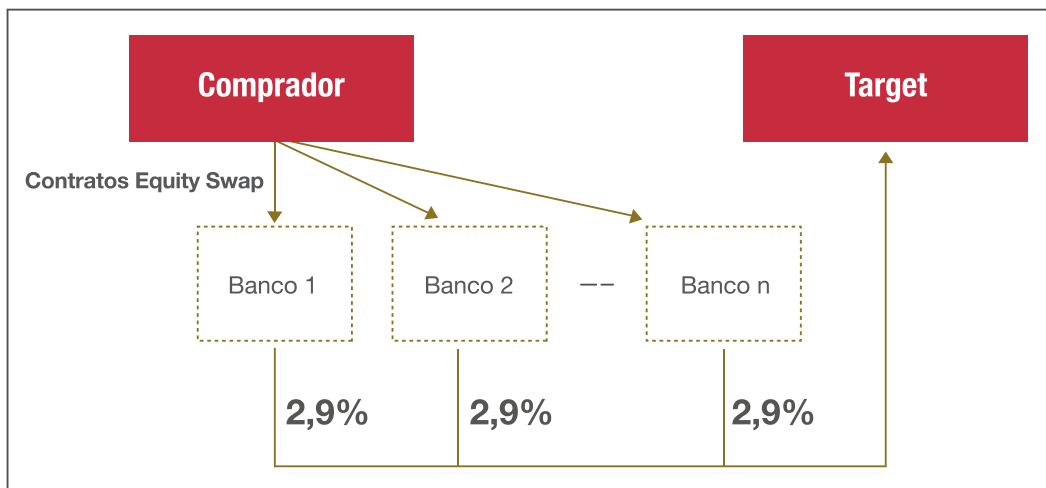 Comprador
Target
Contratos Equity Swap
Banco 1
Banco 2
––
Banco n
2,9%
2,9%
2,9%